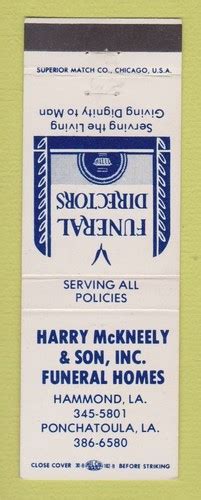 SUPERIOR MATCH CO., CHICAGO, U.S.A.
Serving the Living
Giving Dignity to Man
FUNERAL
DIRECTORS
SERVING ALL
POLICIES
HARRY McKNEELY
& SON, INC.
FUNERAL HOMES
HAMMOND, LA.
345-5801
PONCHATOULA, LA.
386-6580
CLOSE COVER BEFORE STRIKING